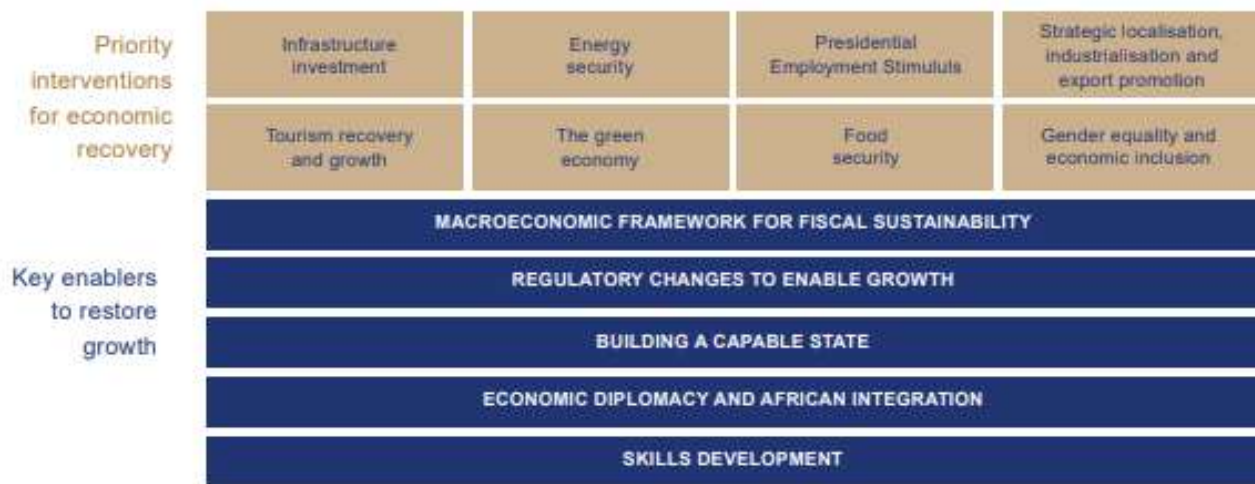 Priority
interventions
for economic
recovery
Infrastructure
investment
Energy
security
Presidential
Employment Stimululs
Strategic localisation,
industrialisation and
export promotion
Tourism recovery
and growth
The green
economy
Food
security
Gender equality and
economic inclusion
Key enablers
to restore
growth
MACROECONOMIC FRAMEWORK FOR FISCAL SUSTAINABILITY
REGULATORY CHANGES TO ENABLE GROWTH
BUILDING A CAPABLE STATE
ECONOMIC DIPLOMACY AND AFRICAN INTEGRATION
SKILLS DEVELOPMENT